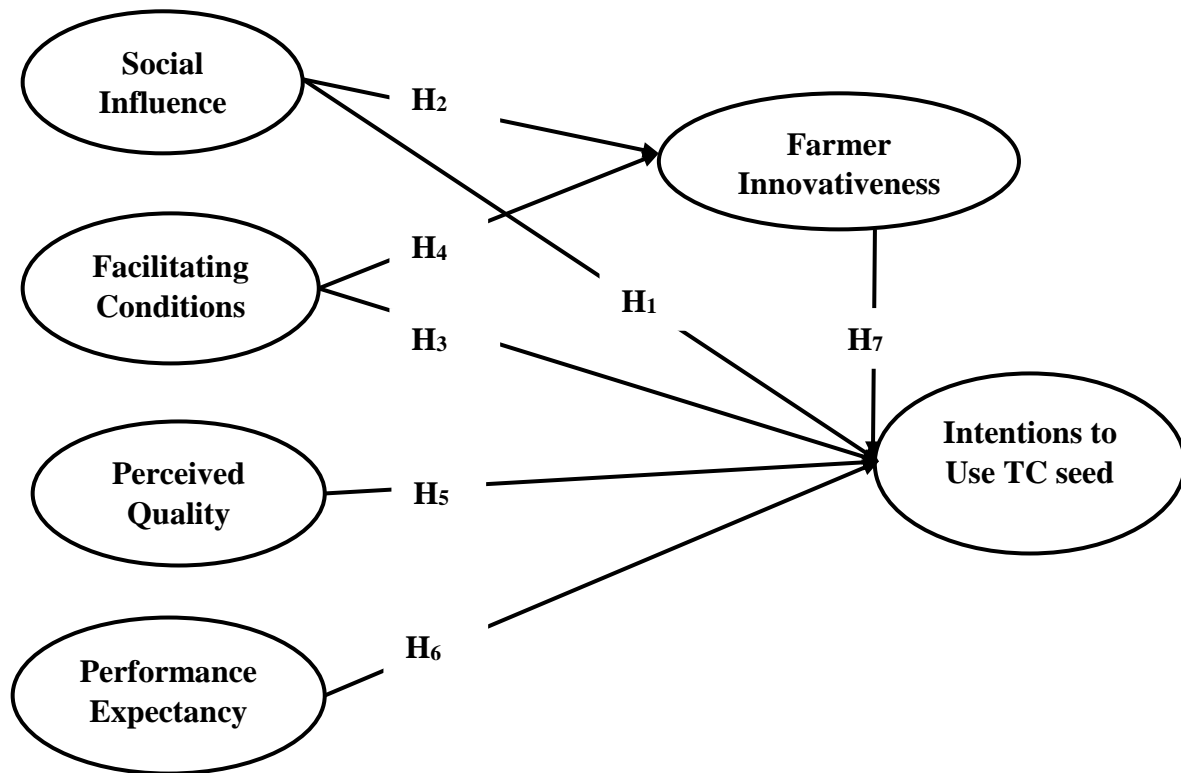 Social
Influence
H2
Farmer
Innovativeness
H4
Facilitating
Conditions
H1
H3
H7
Intentions to
Use TC seed
Perceived
Quality
H5
H6
Performance
Expectancy